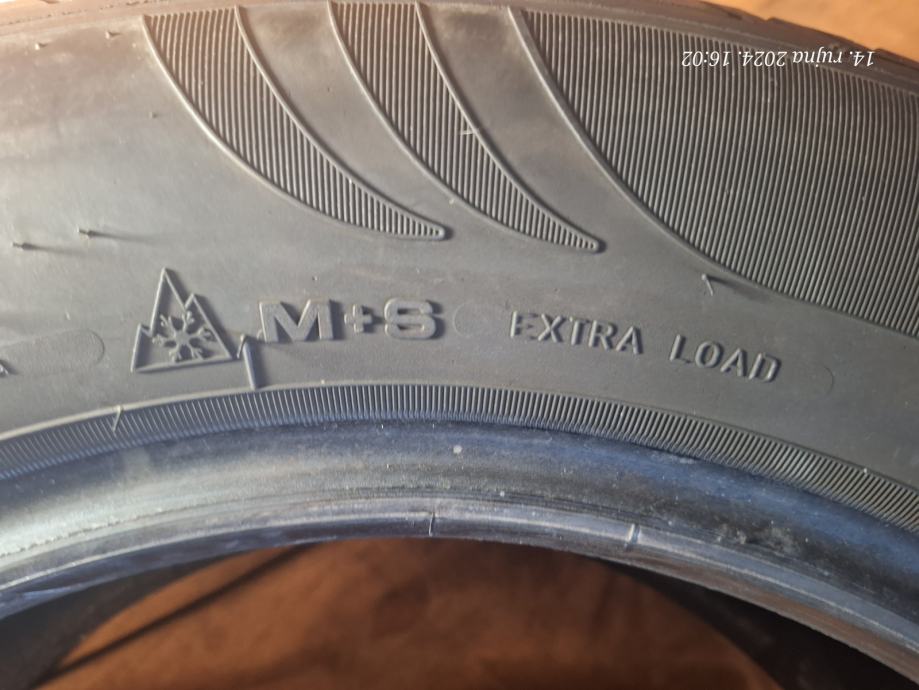 14. rujna 2024. 16:02
M+S EXTRA LOAD